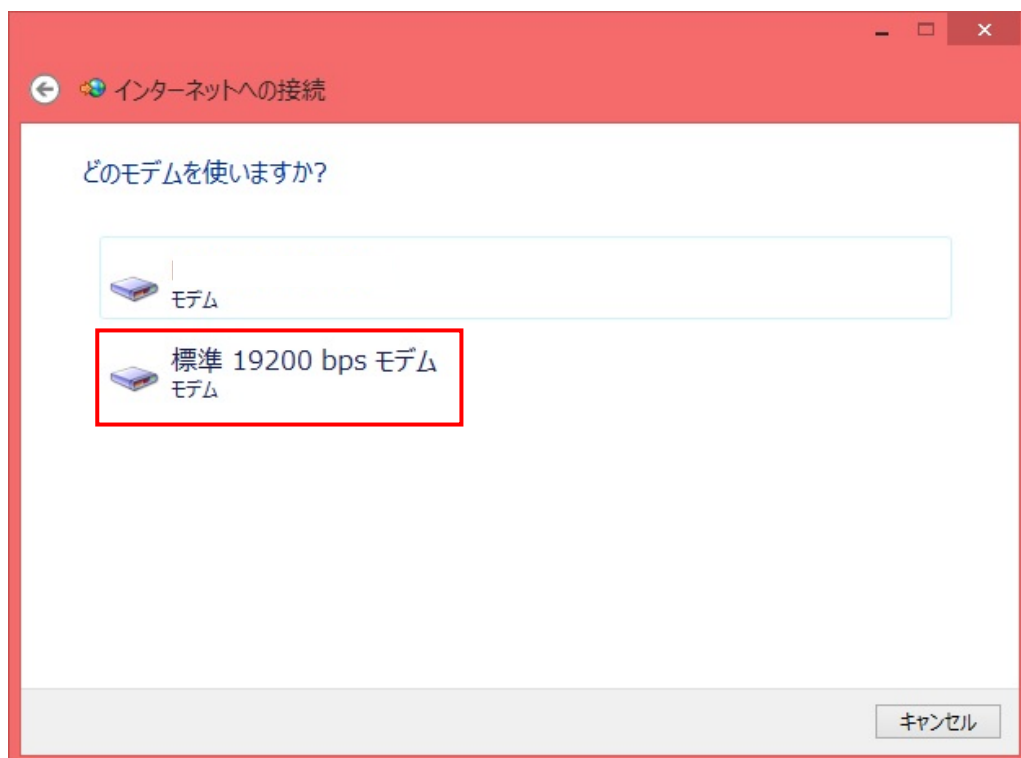 インターネットへの接続
どのモデムを使いますか?
モデム
標準 19200 bps モデム
モデム
キャンセル